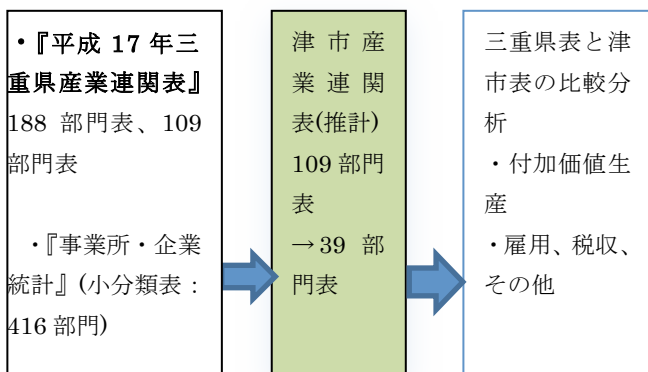 ・『平成 17 年三
重県産業連関表』
188 部門表、109
部門表
・『事業所・企業
統計』(小分類表：
416 部門)
津市産
業連関
表(推計)
109 部門
表
→39 部
門表
三重県表と津
市表の比較分
析
・付加価値生
産
・雇用、税収、
その他